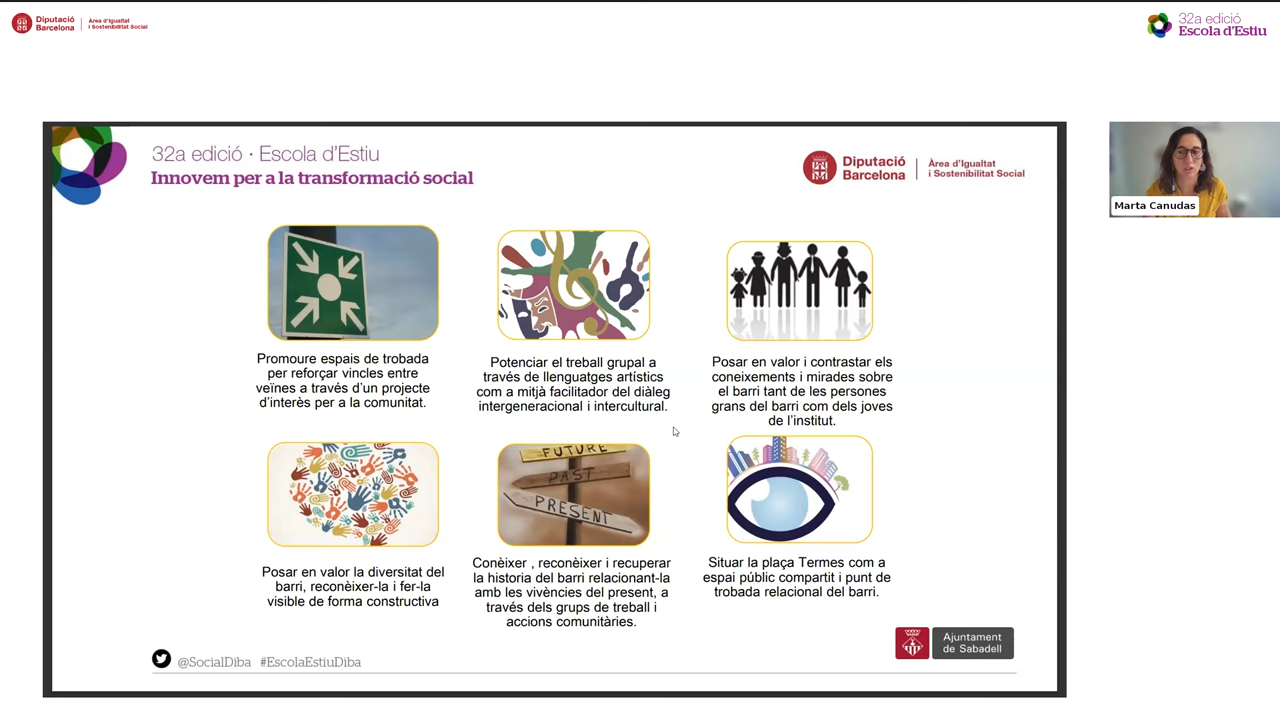 Diputació
Barcelona
Àrea d'Igualtat
i Sostenibilitat Social
32a edició
Escola d'Estiu
32a edició · Escola d'Estiu
Innovem per a la transformació social
Diputació
Barcelona
Àrea d'Igualtat
i Sostenibilitat Social
Marta Canudas
Promoure espais de trobada
per reforçar vincles entre
veïnes a través d'un projecte
d'interès per a la comunitat.
Potenciar el treball grupal a
través de llenguatges artístics
com a mitjà facilitador del diàleg
intergeneracional i intercultural.
Posar en valor i contrastar els
coneixements i mirades sobre
el barri tant de les persones
grans del barri com dels joves
de l'institut.
FUTURE
PAST
PRESENT
Posar en valor la diversitat del
barri, reconèixer-la i fer-la
visible de forma constructiva
Conèixer , reconèixer i recuperar
la historia del barri relacionant-la
amb les vivències del present, a
través dels grups de treball i
accions comunitàries.
Situar la plaça Termes com a
espai públic compartit i punt de
trobada relacional del barri.
Ajuntament
de Sabadell
@SocialDiba #EscolaEstiuDiba